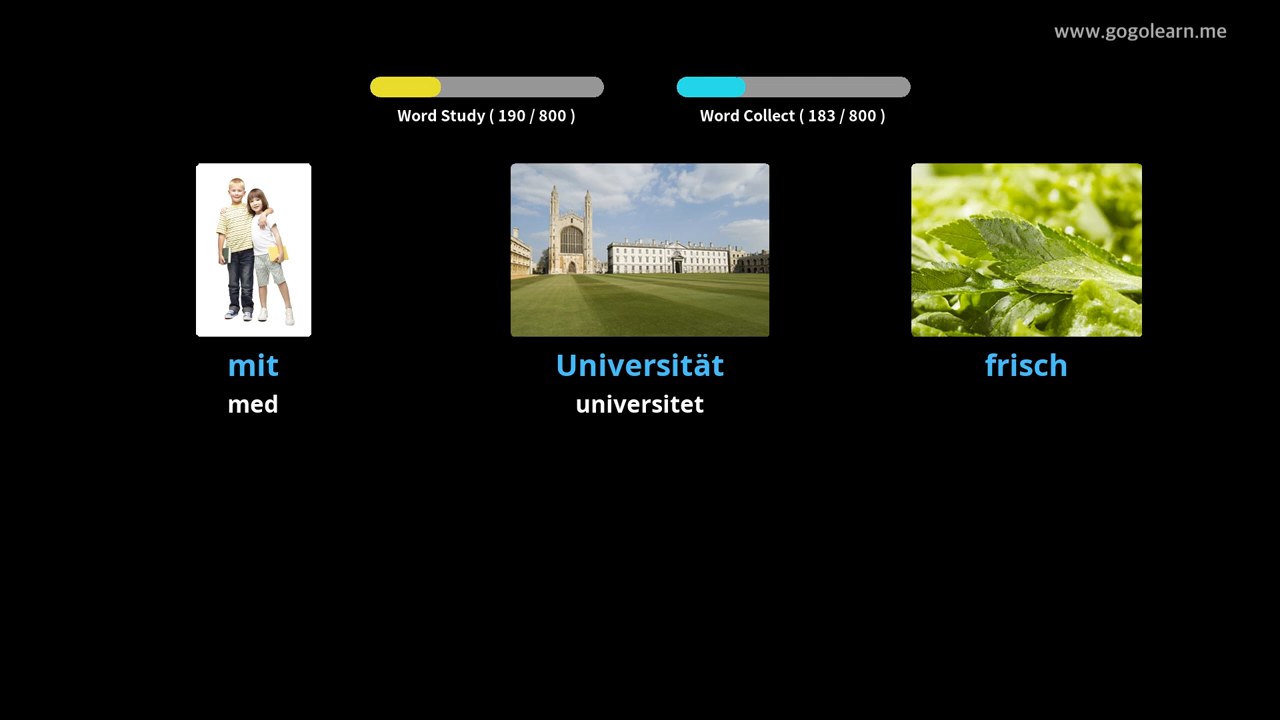 www.gogolearn.me
Word Study ( 190 / 800 )
Word Collect ( 183 / 800 )
mit
med
Universität
universitet
frisch